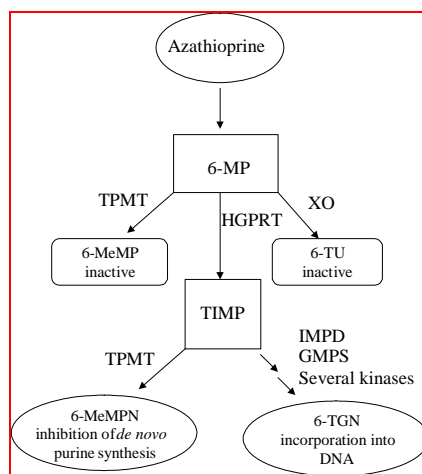 Azathioprine
6-MP
TPMT
HGPRT
XO
6-MeMP
inactive
6-TU
inactive
TIMP
TPMT
IMPD
GMPS
Several kinases
6-MeMPN
inhibition of de novo
purine synthesis
6-TGN
incorporation into
DNA